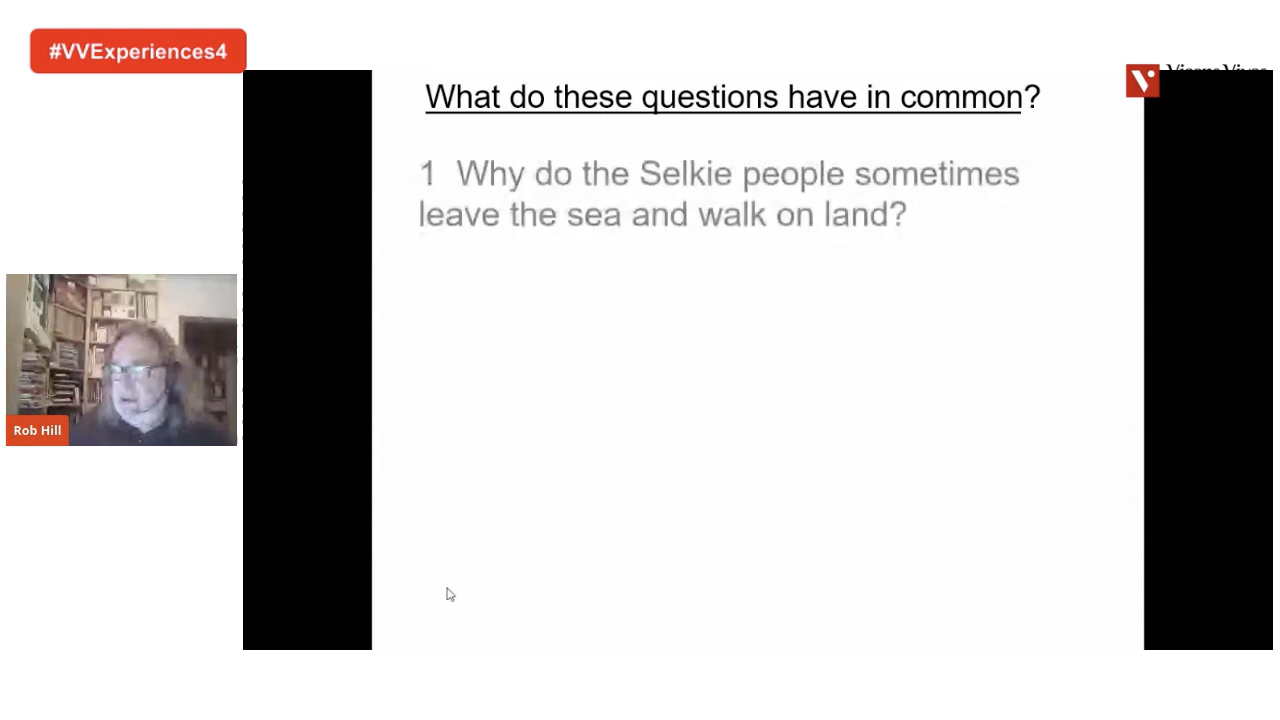 #VVExperiences4
What do these questions have in common?
1 Why do the Selkie people sometimes
leave the sea and walk on land?
Rob Hill